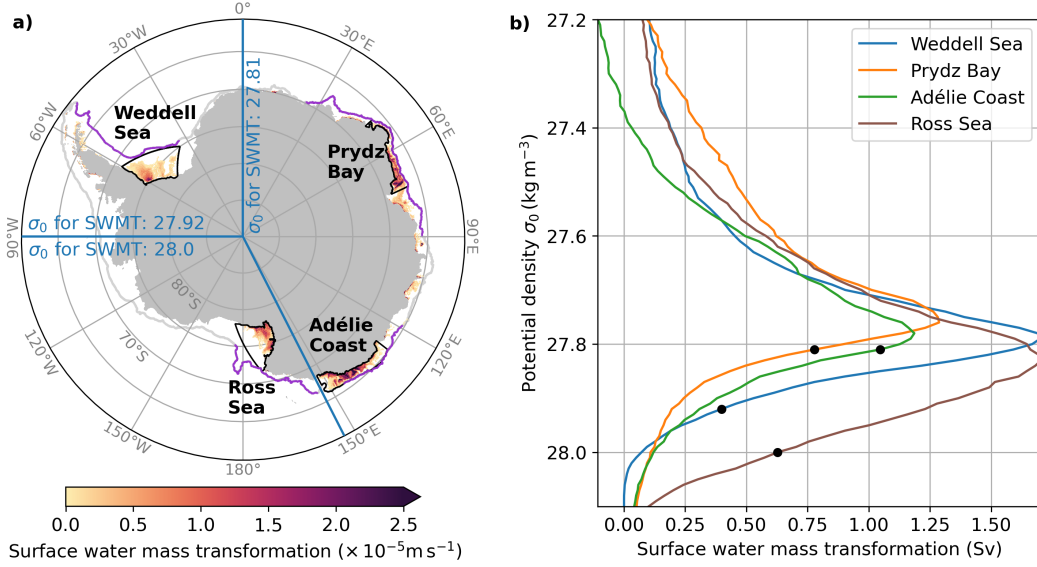 a)
0°
30°W
30°E
60°W
60°E
90°W
90°E
120°W
120°E
150°W
150°E
180°
80°S
70°S
Weddell
Sea
Prydz
Bay
Adélie
Coast
Ross
Sea
σ₀ for SWMT: 27.81
σ₀ for SWMT: 27.92
σ₀ for SWMT: 28.0
0.0 0.5 1.0 1.5 2.0 2.5
Surface water mass transformation (× 10⁻⁵m s⁻¹)
b)
Weddell Sea
Prydz Bay
Adélie Coast
Ross Sea
27.2
27.4
27.6
27.8
28.0
Potential density σ₀ (kg m⁻³)
0.00 0.25 0.50 0.75 1.00 1.25 1.50
Surface water mass transformation (Sv)